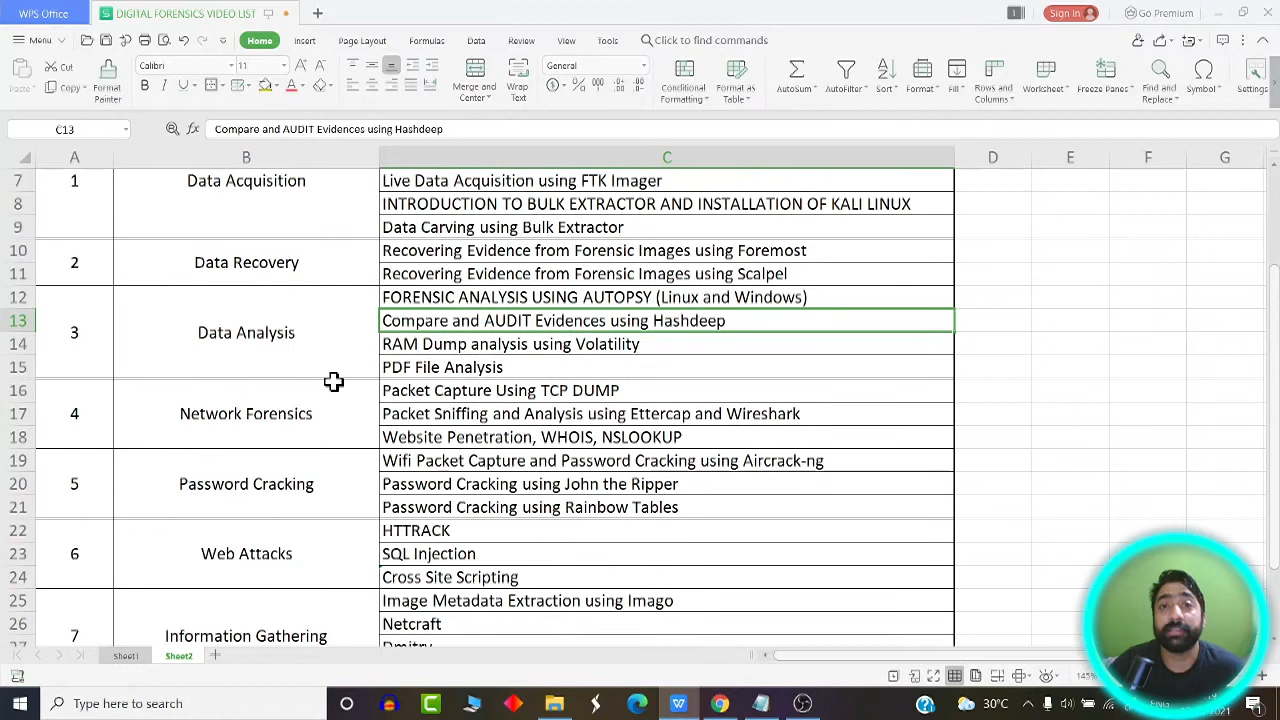 WPS Office
DIGITAL FORENSICS VIDEO LIST
Sign in
Go Premium
Menu
Home
Insert
Page Layout
Formulas
Data
Review
View
Tools
Click to find commands
Paste
Cut
Copy
Format Painter
Calibri
11
Merge and Center
Wrap Text
General
Conditional Formatting
Format as Table
AutoSum
AutoFilter
Sort
Format
Fill
Rows and Columns
Worksheet
Freeze Panes
Find and Replace
Symbol
Settings
C13
Compare and AUDIT Evidences using Hashdeep
A B C D E F G
7 1 Data Acquisition Live Data Acquisition using FTK Imager
8 INTRODUCTION TO BULK EXTRACTOR AND INSTALLATION OF KALI LINUX
9 Data Carving using Bulk Extractor
10 Recovering Evidence from Forensic Images using Foremost
2 Data Recovery
11 Recovering Evidence from Forensic Images using Scalpel
12 FORENSIC ANALYSIS USING AUTOPSY (Linux and Windows)
13 Compare and AUDIT Evidences using Hashdeep
3 Data Analysis
14 RAM Dump analysis using Volatility
15 PDF File Analysis
16 Packet Capture Using TCP DUMP
17 4 Network Forensics Packet Sniffing and Analysis using Ettercap and Wireshark
18 Website Penetration, WHOIS, NSLOOKUP
19 Wifi Packet Capture and Password Cracking using Aircrack-ng
20 5 Password Cracking Password Cracking using John the Ripper
21 Password Cracking using Rainbow Tables
22 HTTRACK
23 6 Web Attacks SQL Injection
24 Cross Site Scripting
25 Image Metadata Extraction using Imago
26 Netcraft
7 Information Gathering
27 Dmitry
Sheet1
Sheet2
Type here to search
30°C
ENG